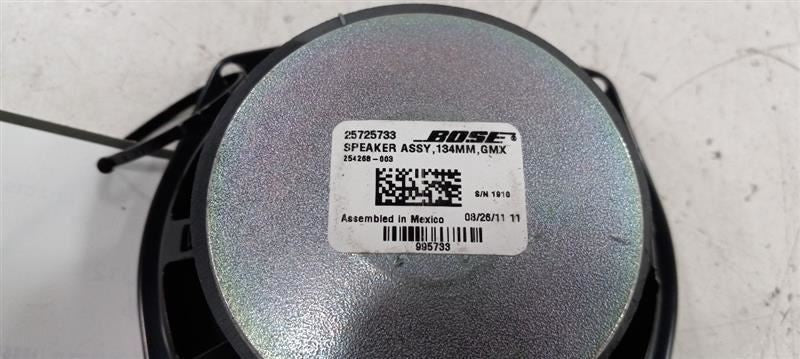 25725733 BOSE®
SPEAKER ASSY,134MM,GMX
254268-003
S/N 1910
Assembled in Mexico 08/26/11 11
995733